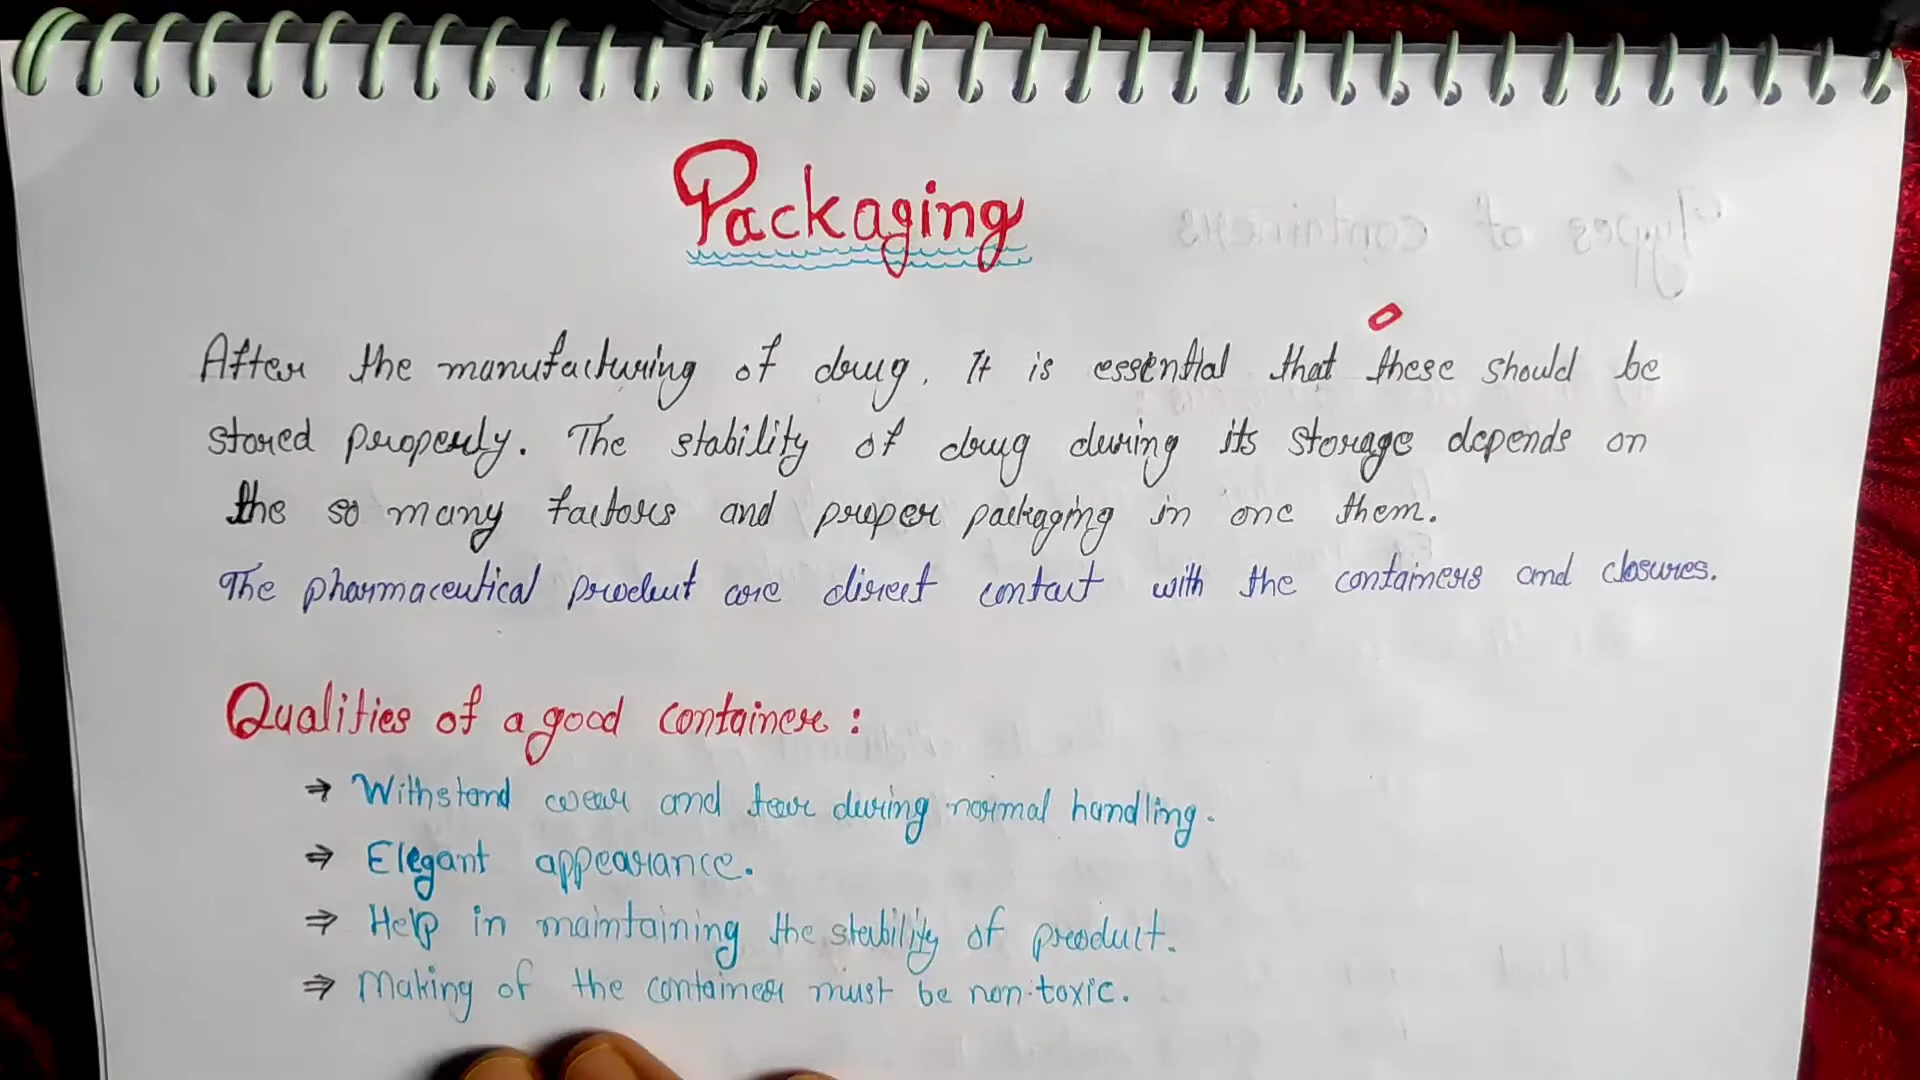 Packaging
After the manufacturing of drug. It is essential that these should be
stored properly. The stability of drug during its storage depends on
the so many factors and proper packaging in one them.
The pharmaceutical product are direct contact with the containers and closures.
Qualities of a good container :
⇒ Withstand wear and tear during normal handling.
⇒ Elegant appearance.
⇒ Help in maintaining the stability of product.
⇒ Making of the container must be non-toxic.